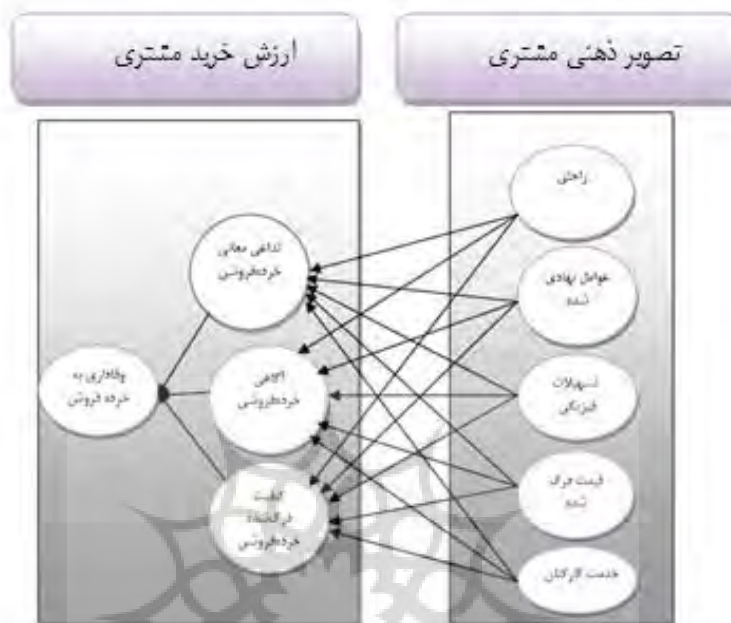 تصویر ذهنی مشتری
ارزش خرید مشتری
راحتی
عوامل نهادی
شده
تسهیلات
فیزیکی
قیمت درک
شده
خدمت کارکنان
تداعی معانی
خرده‌فروشی
آگاهی
خرده‌فروشی
کیفیت
درک‌شده
خرده‌فروشی
وفاداری به
خرده فروش